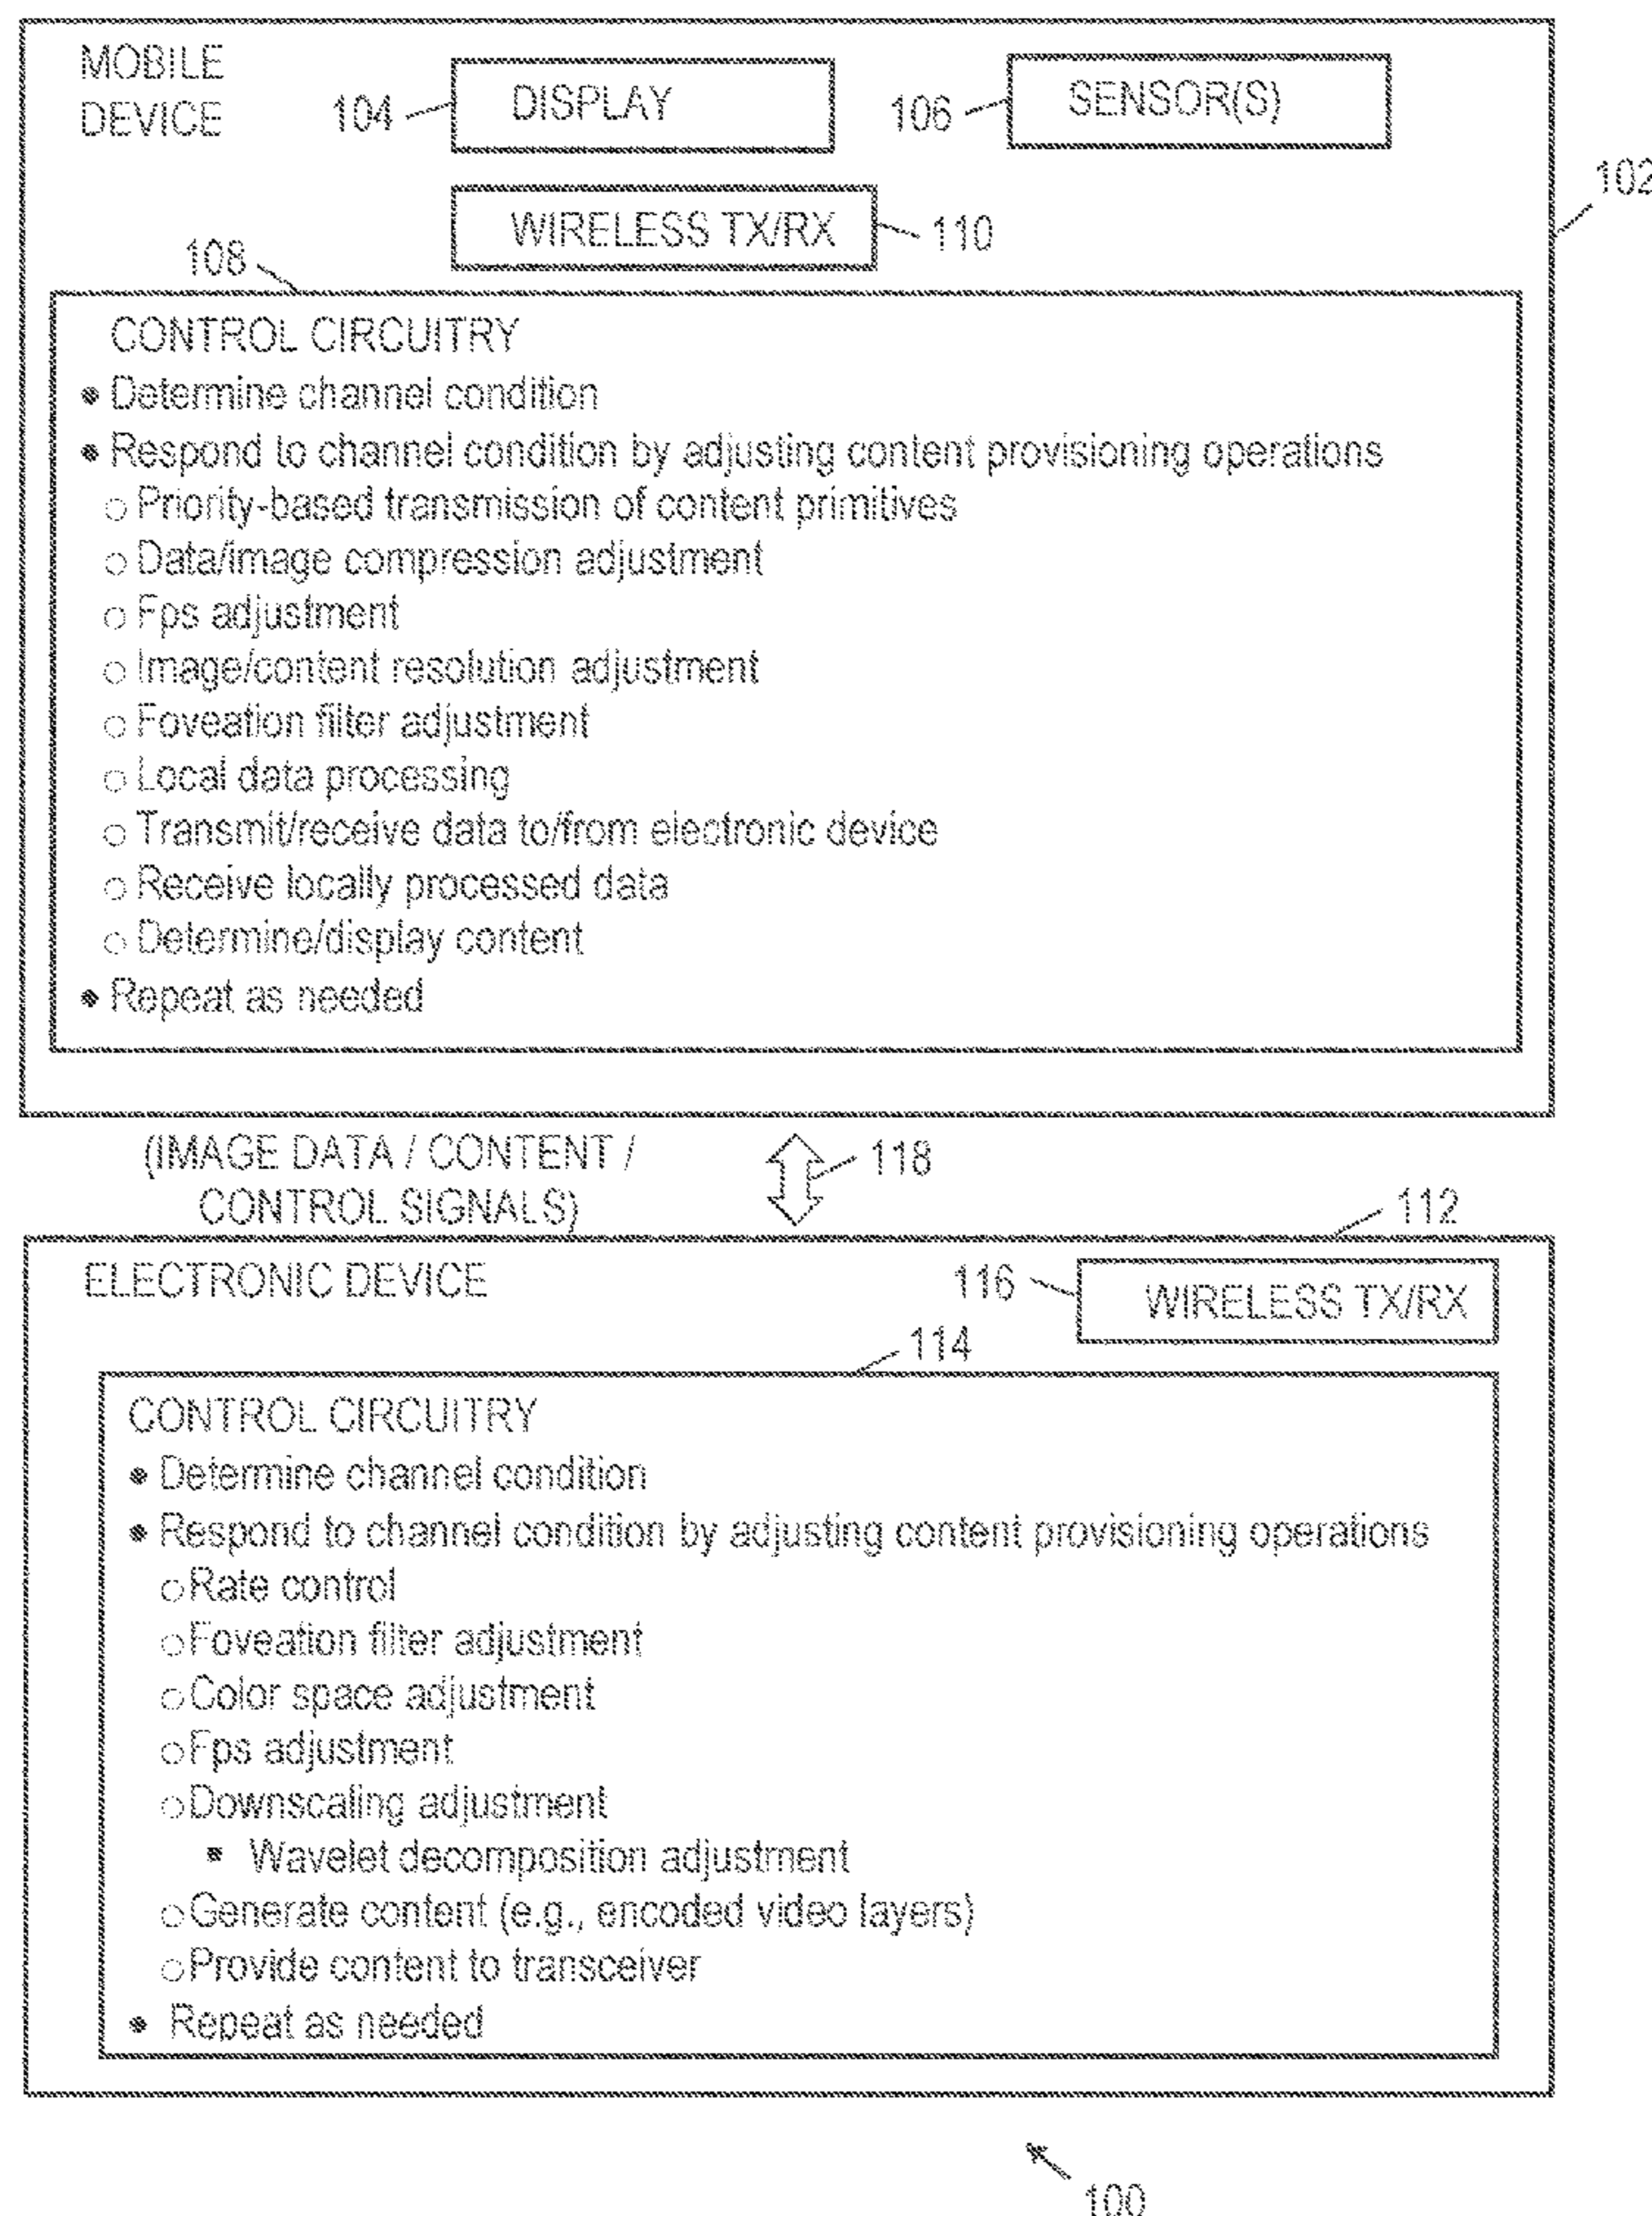 MOBILE
DEVICE
104
DISPLAY
106
SENSOR(S)
102
WIRELESS TX/RX
110
108
CONTROL CIRCUITRY
• Determine channel condition
• Respond to channel condition by adjusting content provisioning operations
○ Priority-based transmission of content primitives
○ Data/image compression adjustment
○ Fps adjustment
○ Image/content resolution adjustment
○ Foveation filter adjustment
○ Local data processing
○ Transmit/receive data to/from electronic device
○ Receive locally processed data
○ Determine/display content
• Repeat as needed
(IMAGE DATA / CONTENT /
CONTROL SIGNALS)
118
112
ELECTRONIC DEVICE
116
WIRELESS TX/RX
114
CONTROL CIRCUITRY
• Determine channel condition
• Respond to channel condition by adjusting content provisioning operations
○ Rate control
○ Foveation filter adjustment
○ Color space adjustment
○ Fps adjustment
○ Downscaling adjustment
▪ Wavelet decomposition adjustment
○ Generate content (e.g., encoded video layers)
○ Provide content to transceiver
• Repeat as needed
100